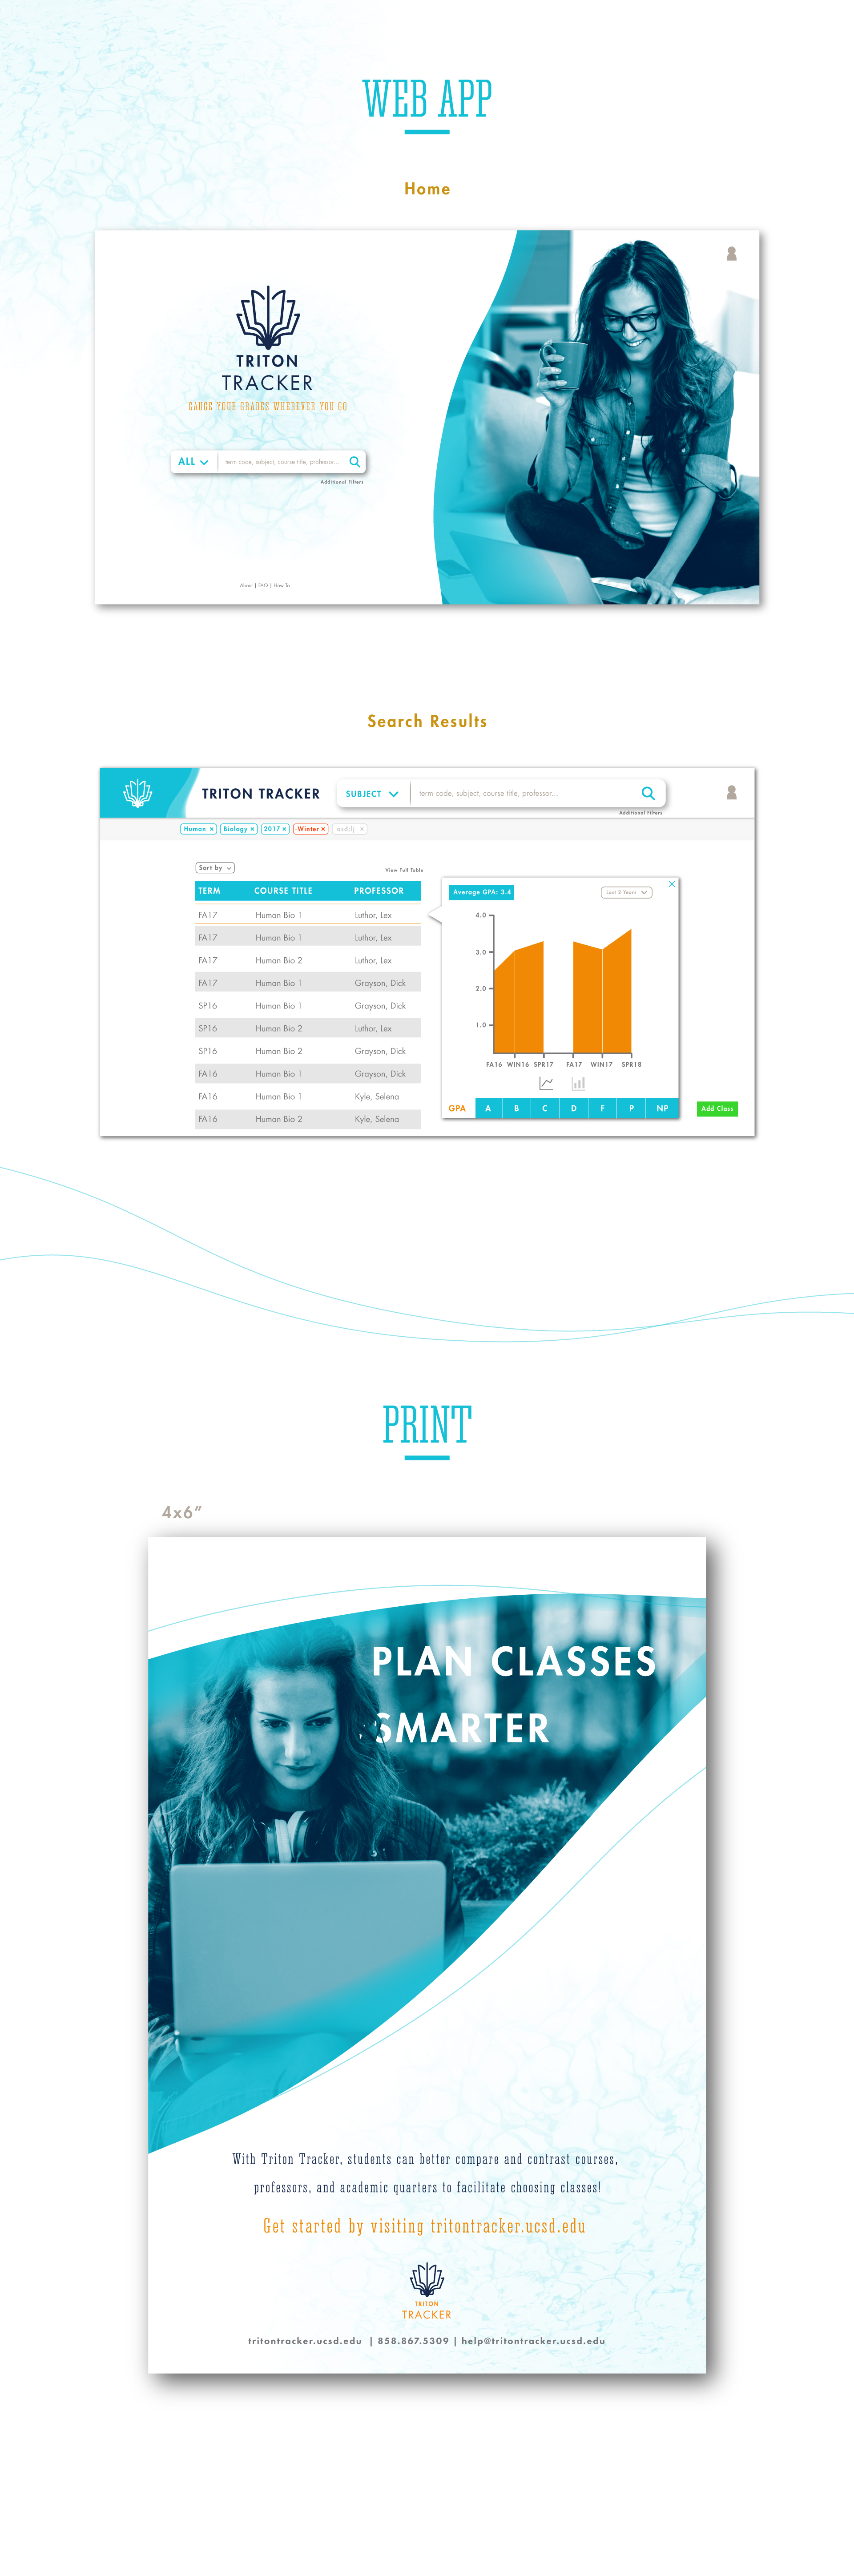 WEB APP
Home
TRITON
TRACKER
GAUGE YOUR GRADES WHEREVER YOU GO
ALL
term code, subject, course title, professor...
Additional Filters
About | FAQ | How To
Search Results
TRITON TRACKER
SUBJECT
term code, subject, course title, professor...
Additional Filters
Human × Biology × 2017 × -Winter × asd;fj ×
Sort by
View Full Table
TERM COURSE TITLE PROFESSOR
FA17 Human Bio 1 Luthor, Lex
FA17 Human Bio 1 Luthor, Lex
FA17 Human Bio 2 Luthor, Lex
FA17 Human Bio 1 Grayson, Dick
SP16 Human Bio 1 Grayson, Dick
SP16 Human Bio 2 Luthor, Lex
SP16 Human Bio 2 Grayson, Dick
FA16 Human Bio 1 Grayson, Dick
FA16 Human Bio 1 Kyle, Selena
FA16 Human Bio 2 Kyle, Selena
Average GPA: 3.4
Last 2 Years
4.0
3.0
2.0
1.0
FA16 WIN16 SPR17 FA17 WIN17 SPR18
GPA A B C D F P NP
Add Class
PRINT
4x6”
PLAN CLASSES
SMARTER
With Triton Tracker, students can better compare and contrast courses,
professors, and academic quarters to facilitate choosing classes!
Get started by visiting tritontracker.ucsd.edu
TRITON
TRACKER
tritontracker.ucsd.edu | 858.867.5309 | help@tritontracker.ucsd.edu